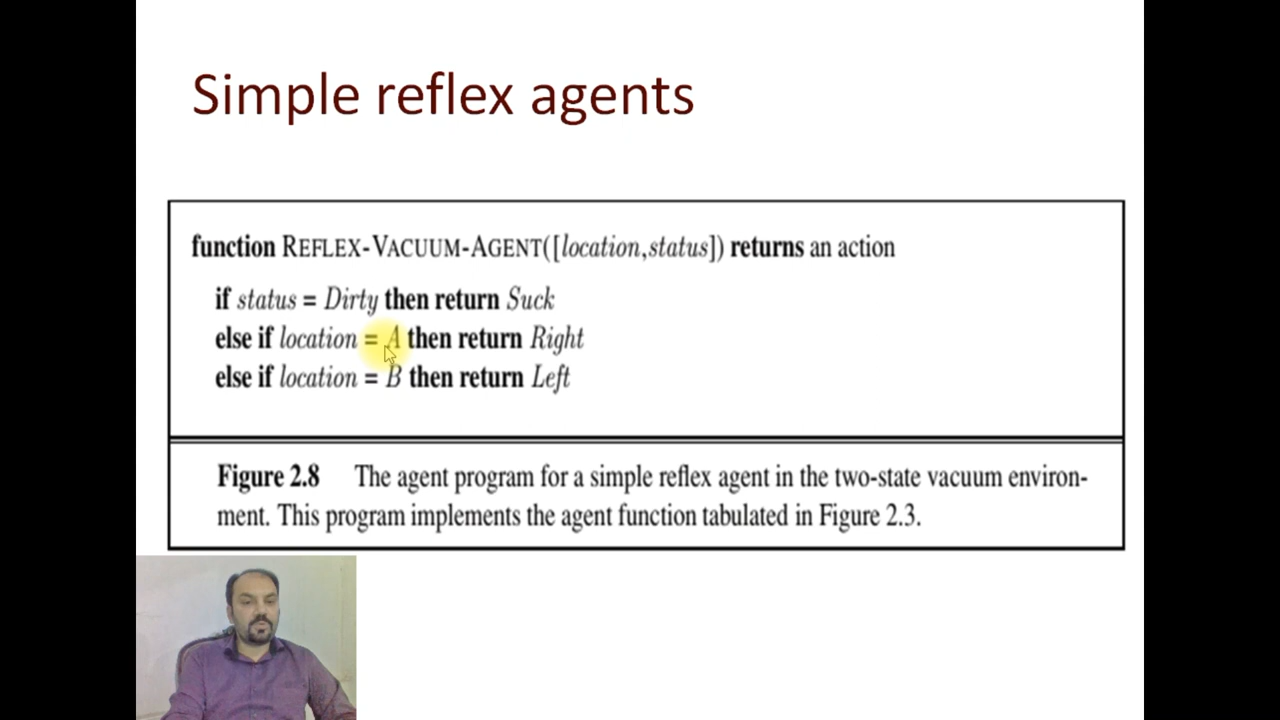 Simple reflex agents
function REFLEX-VACUUM-AGENT([location,status]) returns an action
if status = Dirty then return Suck
else if location = A then return Right
else if location = B then return Left
Figure 2.8 The agent program for a simple reflex agent in the two-state vacuum environ-
ment. This program implements the agent function tabulated in Figure 2.3.